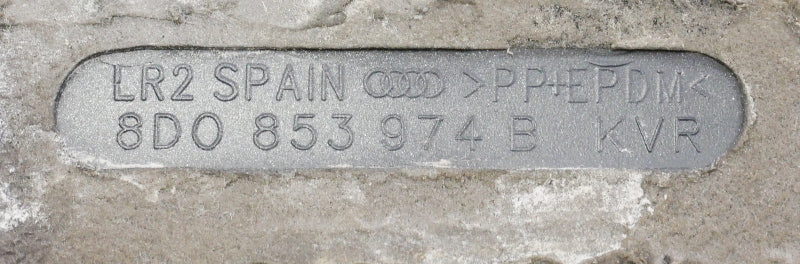 LR2 SPAIN >PP+EPDM<
8D0 853 974 B KVR